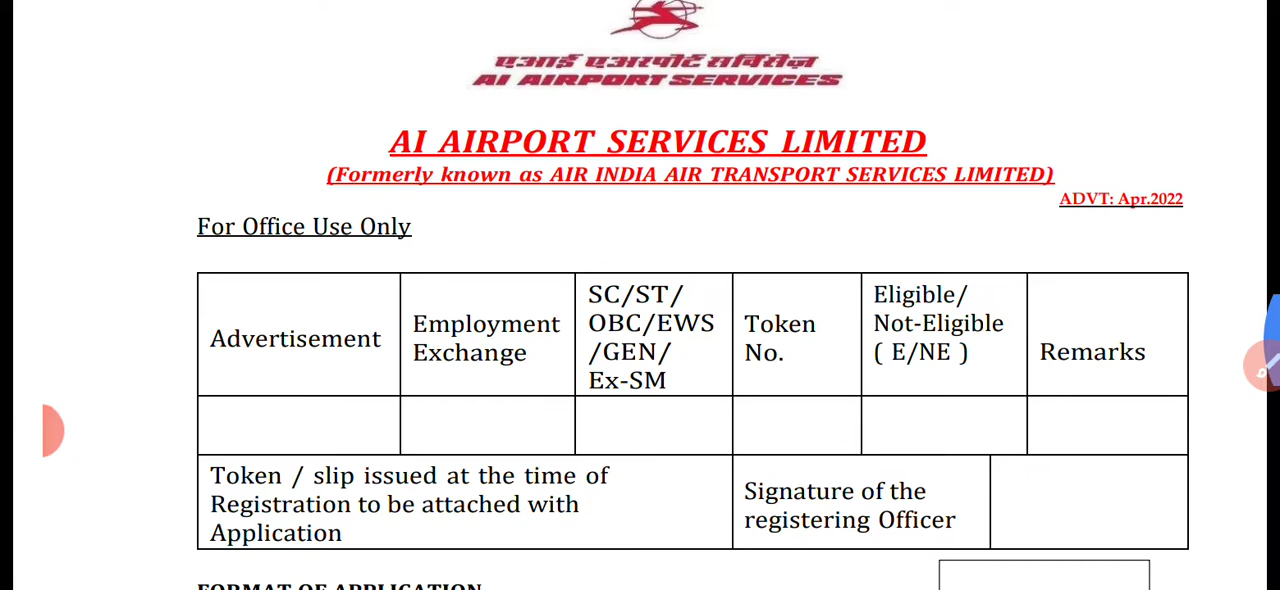 एआई एअरपोर्ट सर्विसेज़
AI AIRPORT SERVICES
AI AIRPORT SERVICES LIMITED
(Formerly known as AIR INDIA AIR TRANSPORT SERVICES LIMITED)
ADVT: Apr.2022
For Office Use Only
Advertisement
Employment
Exchange
SC/ST/
OBC/EWS
/GEN/
Ex-SM
Token
No.
Eligible/
Not-Eligible
( E/NE )
Remarks
Token / slip issued at the time of
Registration to be attached with
Application
Signature of the
registering Officer
FORMAT OF APPLICATION